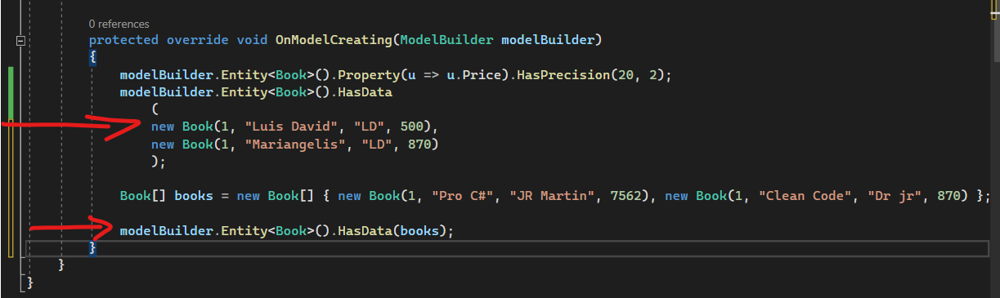 0 references
protected override void OnModelCreating(ModelBuilder modelBuilder)
{
modelBuilder.Entity<Book>().Property(u => u.Price).HasPrecision(20, 2);
modelBuilder.Entity<Book>().HasData
(
new Book(1, "Luis David", "LD", 500),
new Book(1, "Mariangelis", "LD", 870)
);
Book[] books = new Book[] { new Book(1, "Pro C#", "JR Martin", 7562), new Book(1, "Clean Code", "Dr jr", 870) };
modelBuilder.Entity<Book>().HasData(books);
}
}
}